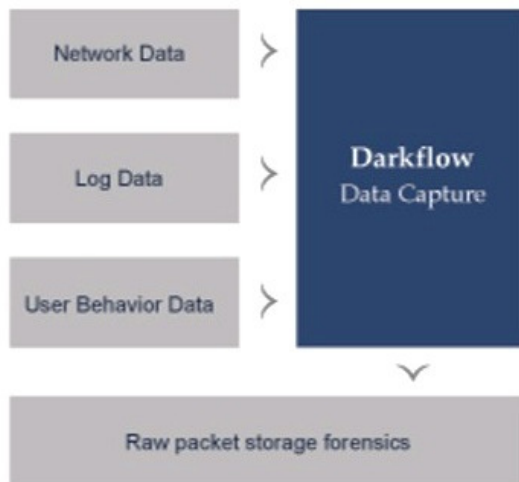 Network Data
Log Data
User Behavior Data
Darkflow
Data Capture
Raw packet storage forensics